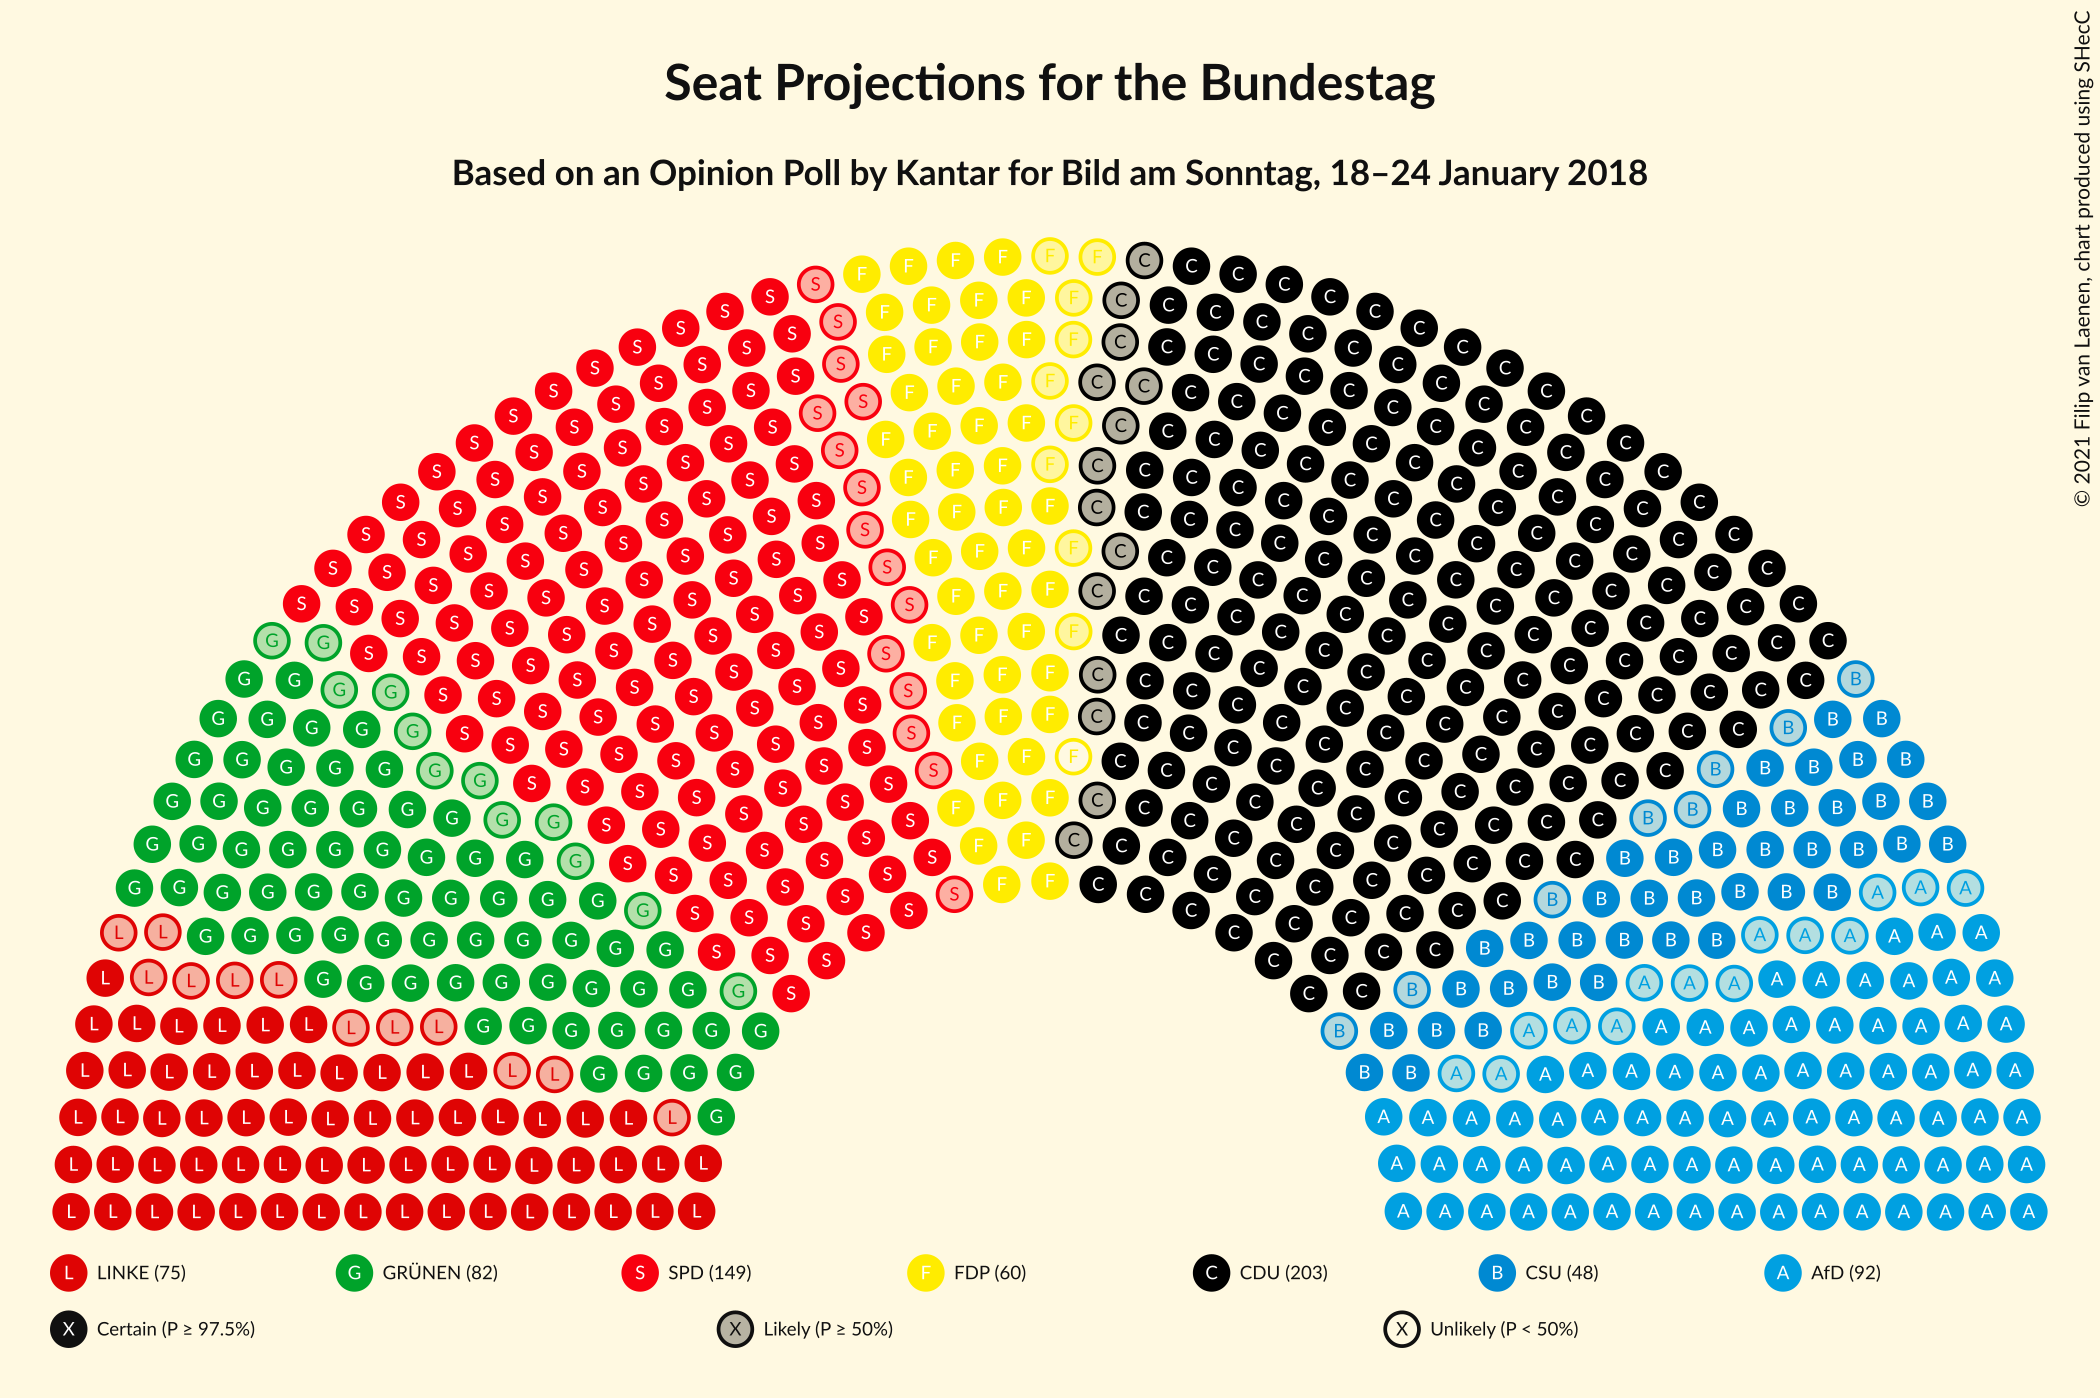 Seat Projections for the Bundestag
Based on an Opinion Poll by Kantar for Bild am Sonntag, 18–24 January 2018
© 2021 Filip van Laenen, chart produced using SHecC
L LINKE (75)
G GRÜNEN (82)
S SPD (149)
F FDP (60)
C CDU (203)
B CSU (48)
A AfD (92)
X Certain (P ≥ 97.5%)
X Likely (P ≥ 50%)
X Unlikely (P < 50%)